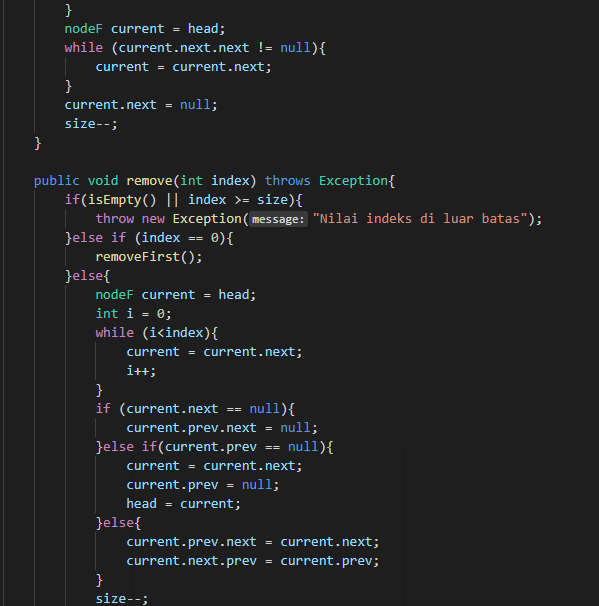 }
nodeF current = head;
while (current.next.next != null){
current = current.next;
}
current.next = null;
size--;
}
public void remove(int index) throws Exception{
if(isEmpty() || index >= size){
throw new Exception(message: "Nilai indeks di luar batas");
}else if (index == 0){
removeFirst();
}else{
nodeF current = head;
int i = 0;
while (i<index){
current = current.next;
i++;
}
if (current.next == null){
current.prev.next = null;
}else if(current.prev == null){
current = current.next;
current.prev = null;
head = current;
}else{
current.prev.next = current.next;
current.next.prev = current.prev;
}
size--;